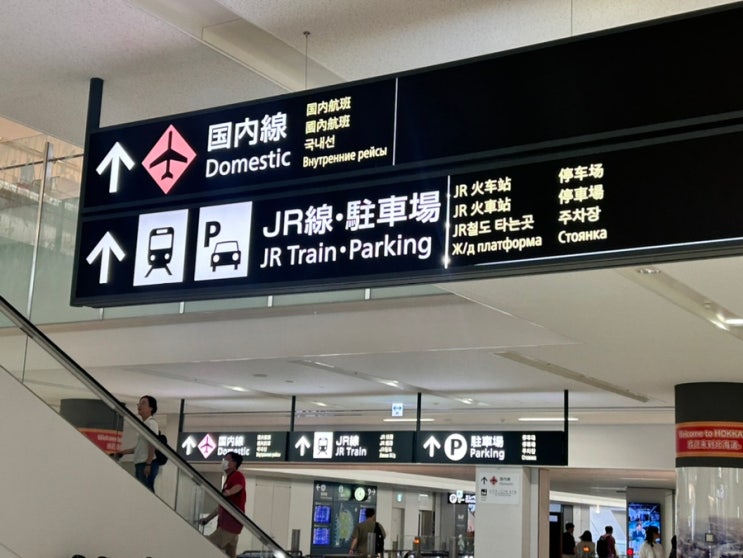 国内線
Domestic
国内航班
國內航班
국내선
Внутренние рейсы
P
JR線・駐車場
JR Train・Parking
JR 火车站
JR 火車站
JR철도 타는곳
Ж/д платформа
停车场
停車場
주차장
Стоянка
国内線
Domestic
JR線
JR Train
P
駐車場
Parking
Welcome to HOKK